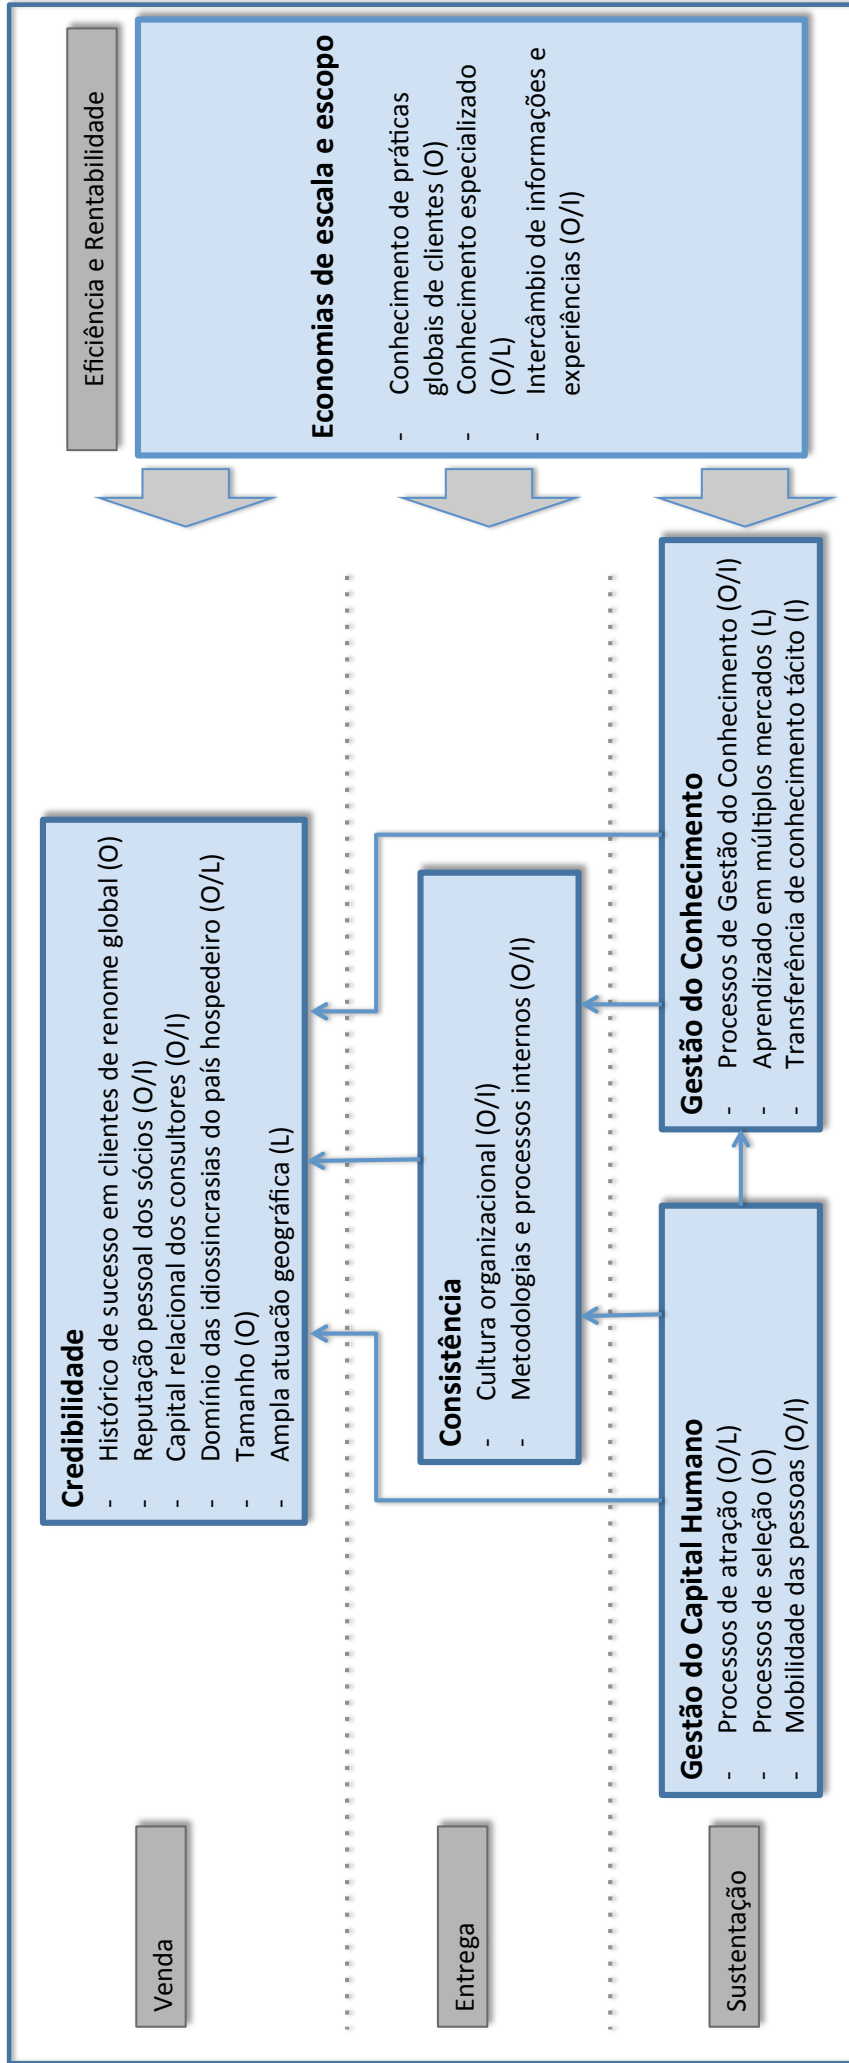 Venda
Credibilidade
- Histórico de sucesso em clientes de renome global (O)
- Reputação pessoal dos sócios (O/I)
- Capital relacional dos consultores (O/I)
- Domínio das idiossincrasias do país hospedeiro (O/L)
- Tamanho (O)
- Ampla atuação geográfica (L)
Entrega
Consistência
- Cultura organizacional (O/I)
- Metodologias e processos internos (O/I)
Sustentação
Gestão do Capital Humano
- Processos de atração (O/L)
- Processos de seleção (O)
- Mobilidade das pessoas (O/I)
Gestão do Conhecimento
- Processos de Gestão do Conhecimento (O/I)
- Aprendizado em múltiplos mercados (L)
- Transferência de conhecimento tácito (I)
Eficiência e Rentabilidade
Economias de escala e escopo
- Conhecimento de práticas
globais de clientes (O)
- Conhecimento especializado
(O/L)
- Intercâmbio de informações e
experiências (O/I)